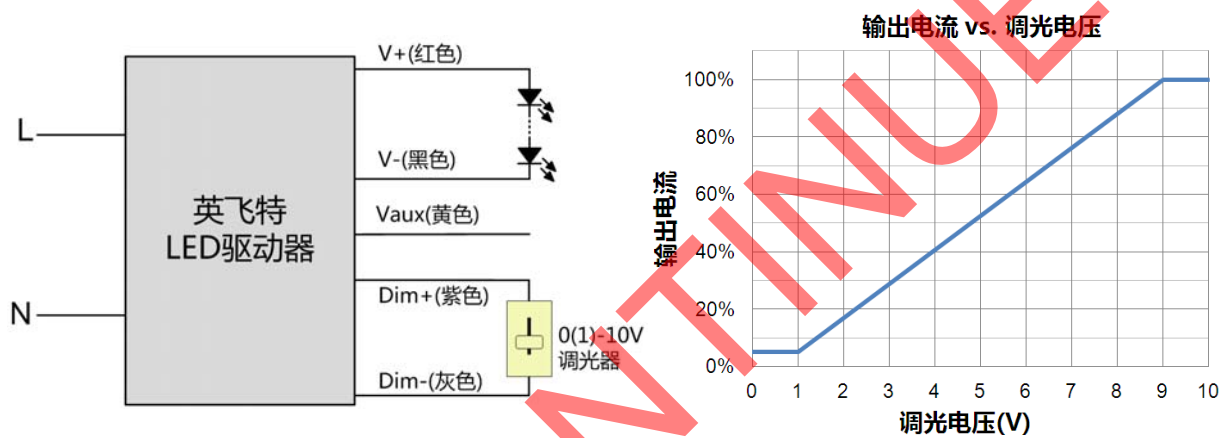 L
N
英飞特
LED驱动器
V+(红色)
V-(黑色)
Vaux(黄色)
Dim+(紫色)
Dim-(灰色)
0(1)-10V
调光器
输出电流 vs. 调光电压
输出电流
100%
80%
60%
40%
20%
0%
0 1 2 3 4 5 6 7 8 9 10
调光电压(V)
NTINUE